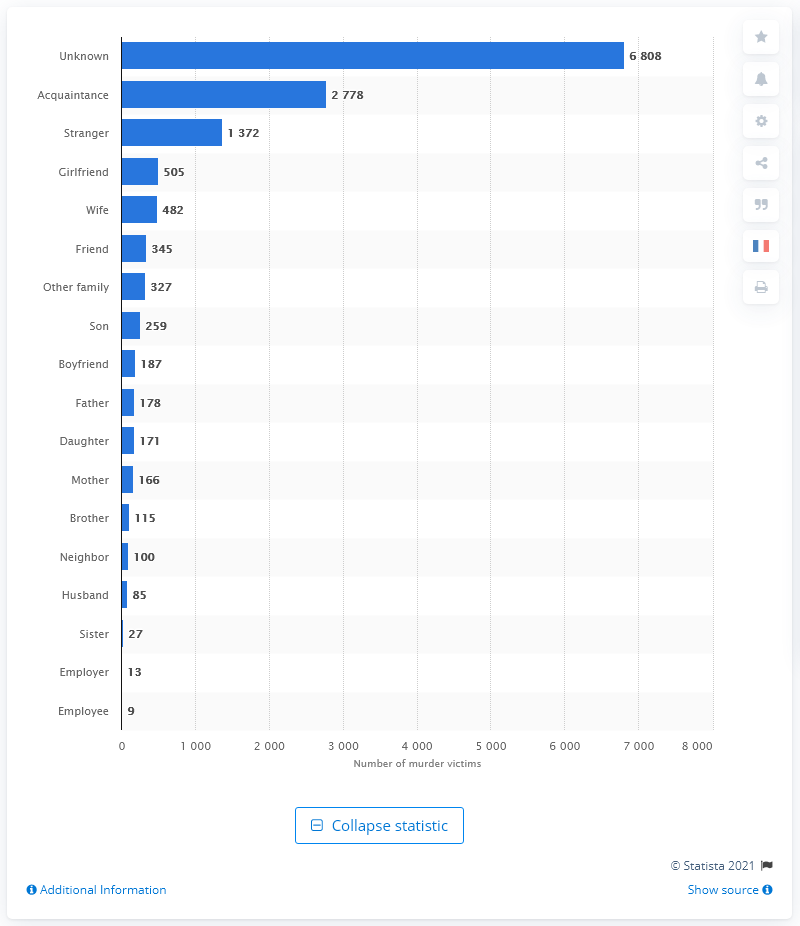 Unknown 6 808
Acquaintance 2 778
Stranger 1 372
Girlfriend 505
Wife 482
Friend 345
Other family 327
Son 259
Boyfriend 187
Father 178
Daughter 171
Mother 166
Brother 115
Neighbor 100
Husband 85
Sister 27
Employer 13
Employee 9
0 1 000 2 000 3 000 4 000 5 000 6 000 7 000 8 000
Number of murder victims
Collapse statistic
© Statista 2021
Additional Information Show source